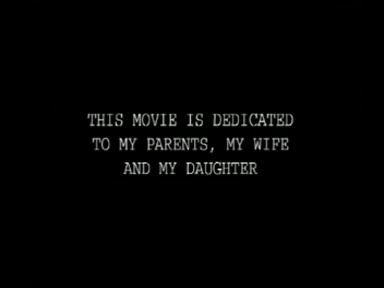 THIS MOVIE IS DEDICATED
TO MY PARENTS, MY WIFE
AND MY DAUGHTER